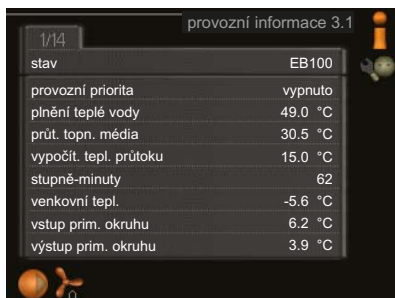 provozní informace 3.1
1/14
stav EB100
provozní priorita vypnuto
plnění teplé vody 49.0 °C
průt. topn. média 30.5 °C
vypočít. tepl. průtoku 15.0 °C
stupně-minuty 62
venkovní tepl. -5.6 °C
vstup prim. okruhu 6.2 °C
výstup prim. okruhu 3.9 °C
0